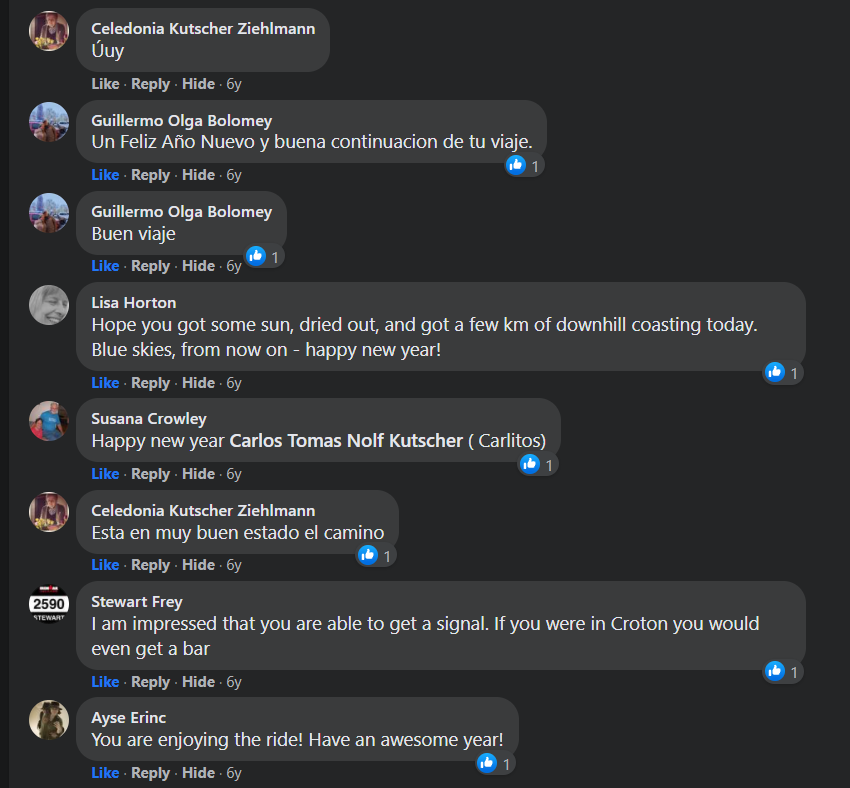 Celedonia Kutscher Ziehlmann
Úuy
Like · Reply · Hide · 6y
Guillermo Olga Bolomey
Un Feliz Año Nuevo y buena continuacion de tu viaje.
1
Like · Reply · Hide · 6y
Guillermo Olga Bolomey
Buen viaje
1
Like · Reply · Hide · 6y
Lisa Horton
Hope you got some sun, dried out, and got a few km of downhill coasting today.
Blue skies, from now on - happy new year!
1
Like · Reply · Hide · 6y
Susana Crowley
Happy new year Carlos Tomas Nolf Kutscher ( Carlitos)
1
Like · Reply · Hide · 6y
Celedonia Kutscher Ziehlmann
Esta en muy buen estado el camino
1
Like · Reply · Hide · 6y
2590
STEWART
Stewart Frey
I am impressed that you are able to get a signal. If you were in Croton you would
even get a bar
1
Like · Reply · Hide · 6y
Ayse Erinc
You are enjoying the ride! Have an awesome year!
1
Like · Reply · Hide · 6y